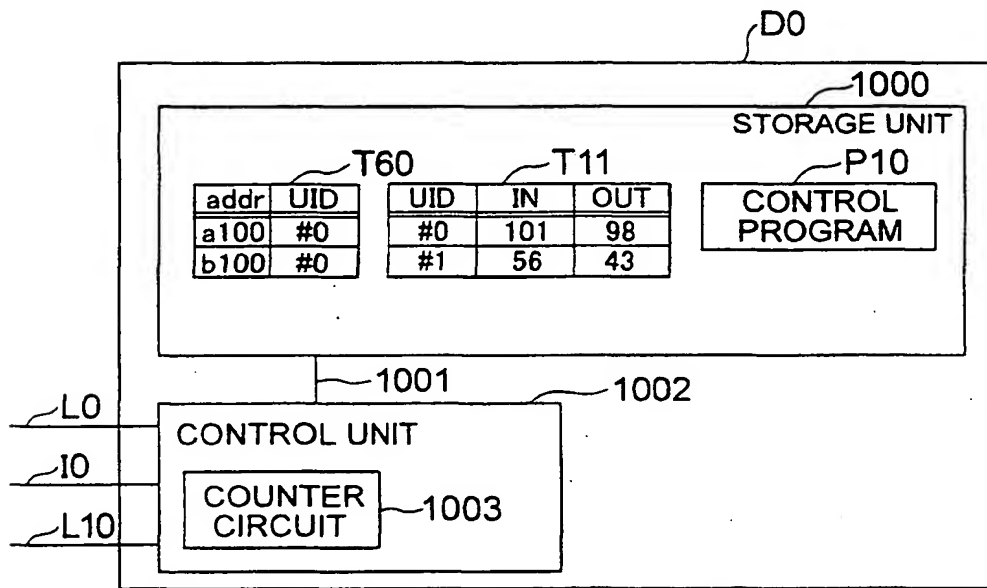 D0
1000
STORAGE UNIT
T60
T11
P10
addr UID
a100 #0
b100 #0
UID IN OUT
#0 101 98
#1 56 43
CONTROL
PROGRAM
1001
1002
L0
CONTROL UNIT
I0
COUNTER
CIRCUIT
1003
L10